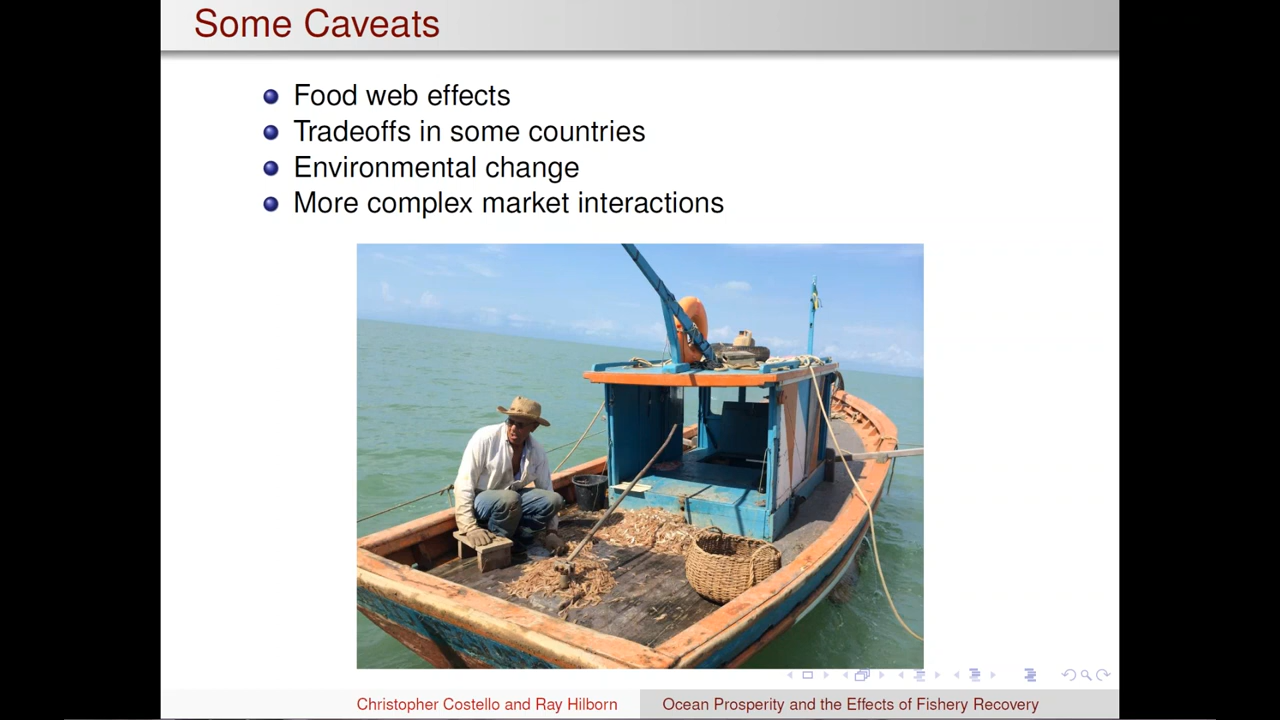 Some Caveats
Food web effects
Tradeoffs in some countries
Environmental change
More complex market interactions
Christopher Costello and Ray Hilborn
Ocean Prosperity and the Effects of Fishery Recovery